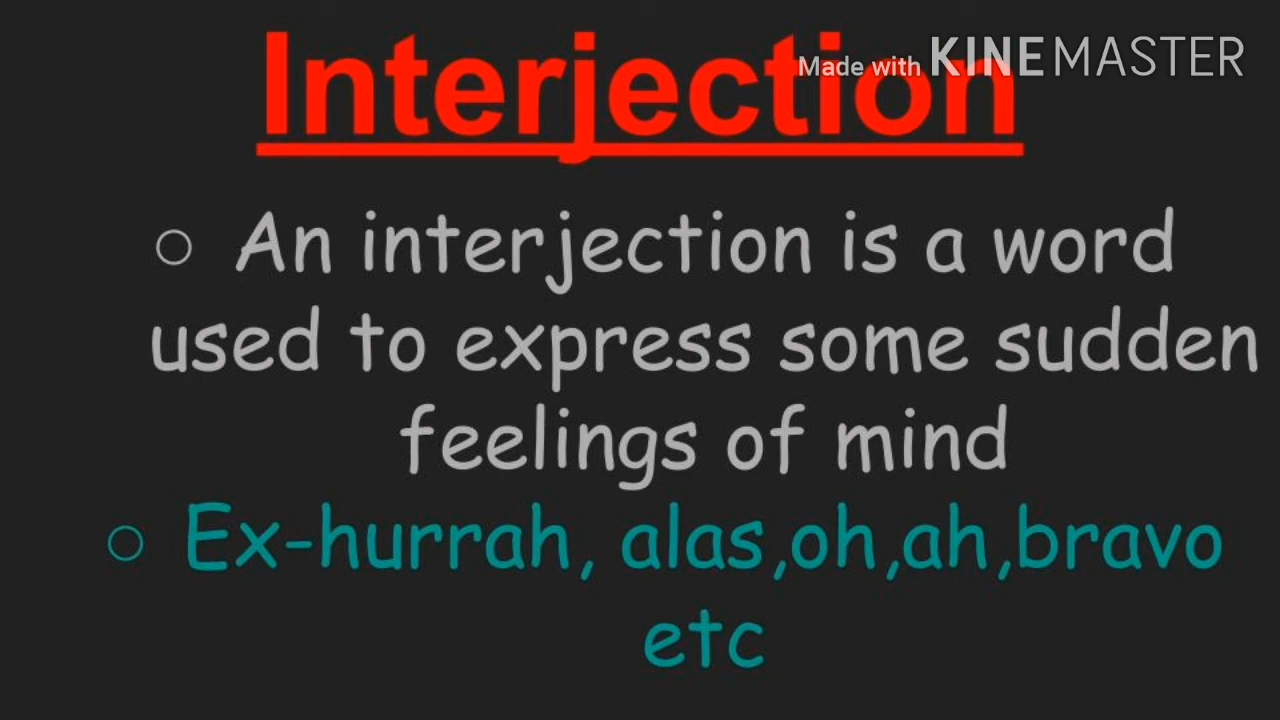 Made with KINEMASTER
Interjection
○ An interjection is a word
used to express some sudden
feelings of mind
○ Ex-hurrah, alas,oh,ah,bravo
etc